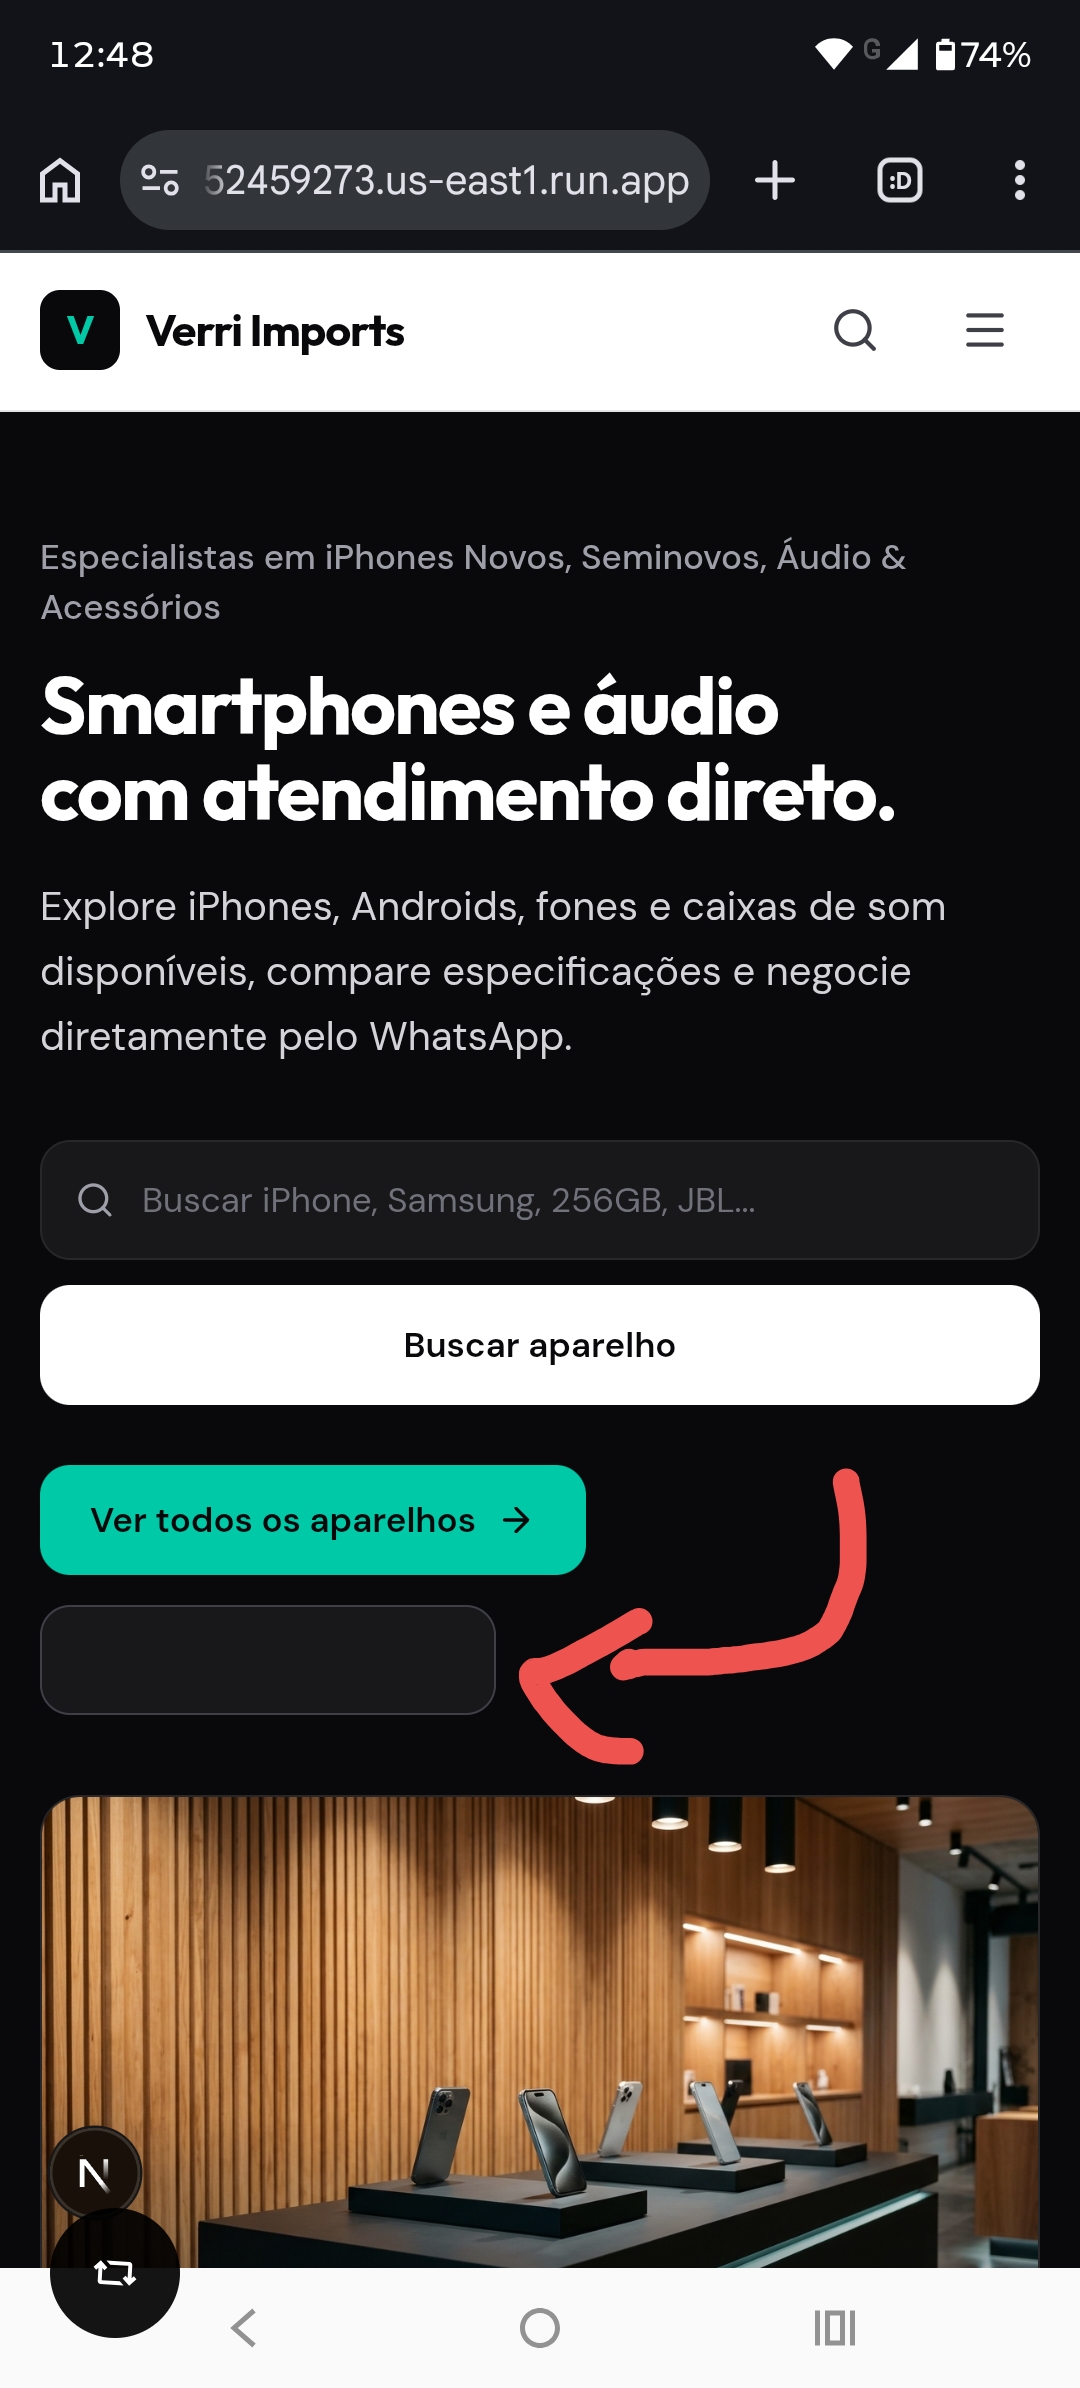 12:48
G
74%
52459273.us-east1.run.app
:D
V
Verri Imports
Especialistas em iPhones Novos, Seminovos, Áudio &
Acessórios
Smartphones e áudio
com atendimento direto.
Explore iPhones, Androids, fones e caixas de som
disponíveis, compare especificações e negocie
diretamente pelo WhatsApp.
Buscar iPhone, Samsung, 256GB, JBL...
Buscar aparelho
Ver todos os aparelhos →
N